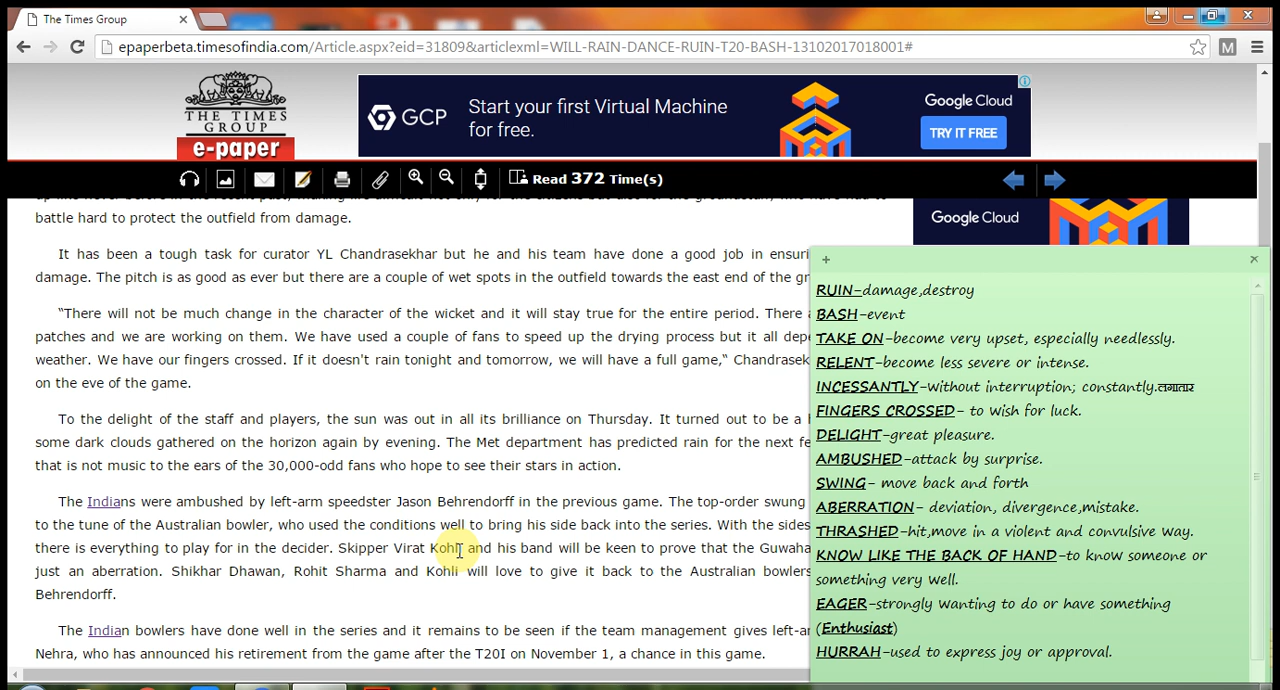 The Times Group
epaperbeta.timesofindia.com/Article.aspx?eid=31809&articlexml=WILL-RAIN-DANCE-RUIN-T20-BASH-13102017018001#
M
THE TIMES
GROUP
e-paper
GCP
Start your first Virtual Machine
for free.
Google Cloud
TRY IT FREE
Read 372 Time(s)
Google Cloud
battle hard to protect the outfield from damage.
It has been a tough task for curator YL Chandrasekhar but he and his team have done a good job in ensuri
damage. The pitch is as good as ever but there are a couple of wet spots in the outfield towards the east end of the gr
“There will not be much change in the character of the wicket and it will stay true for the entire period. There a
patches and we are working on them. We have used a couple of fans to speed up the drying process but it all depe
weather. We have our fingers crossed. If it doesn't rain tonight and tomorrow, we will have a full game,“ Chandrasek
on the eve of the game.
To the delight of the staff and players, the sun was out in all its brilliance on Thursday. It turned out to be a h
some dark clouds gathered on the horizon again by evening. The Met department has predicted rain for the next fe
that is not music to the ears of the 30,000-odd fans who hope to see their stars in action.
The Indians were ambushed by left-arm speedster Jason Behrendorff in the previous game. The top-order swung
to the tune of the Australian bowler, who used the conditions well to bring his side back into the series. With the sides
there is everything to play for in the decider. Skipper Virat Kohli and his band will be keen to prove that the Guwaha
just an aberration. Shikhar Dhawan, Rohit Sharma and Kohli will love to give it back to the Australian bowlers
Behrendorff.
The Indian bowlers have done well in the series and it remains to be seen if the team management gives left-ar
Nehra, who has announced his retirement from the game after the T20I on November 1, a chance in this game.
RUIN-damage,destroy
BASH-event
TAKE ON-become very upset, especially needlessly.
RELENT-become less severe or intense.
INCESSANTLY-without interruption; constantly.लगातार
FINGERS CROSSED- to wish for luck.
DELIGHT-great pleasure.
AMBUSHED-attack by surprise.
SWING- move back and forth
ABERRATION- deviation, divergence,mistake.
THRASHED-hit,move in a violent and convulsive way.
KNOW LIKE THE BACK OF HAND-to know someone or
something very well.
EAGER-strongly wanting to do or have something
(Enthusiast)
HURRAH-used to express joy or approval.